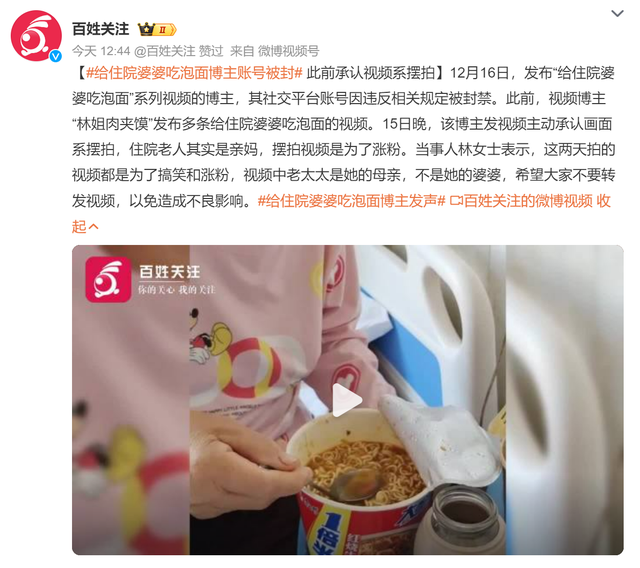 百姓关注 II
今天 12:44 @百姓关注 赞过 来自 微博视频号
【#给住院婆婆吃泡面博主账号被封# 此前承认视频系摆拍】12月16日，发布“给住院婆
婆吃泡面”系列视频的博主，其社交平台账号因违反相关规定被封禁。此前，视频博主
“林姐肉夹馍”发布多条给住院婆婆吃泡面的视频。15日晚，该博主发视频主动承认画面
系摆拍，住院老人其实是亲妈，摆拍视频是为了涨粉。当事人林女士表示，这两天拍的
视频都是为了搞笑和涨粉，视频中老太太是她的母亲，不是她的婆婆，希望大家不要转
发视频，以免造成不良影响。#给住院婆婆吃泡面博主发声# 百姓关注的微博视频 收
起
百姓关注
你的关心 我的关注
1倍半
红烧